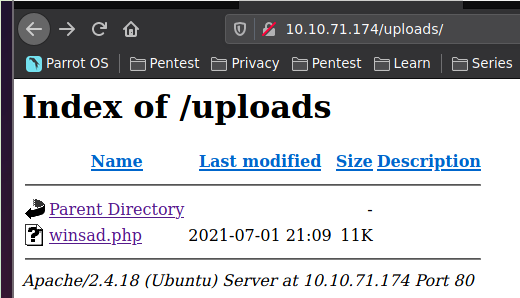 10.10.71.174/uploads/
Parrot OS Pentest Privacy Pentest Learn Series
Index of /uploads
Name Last modified Size Description
Parent Directory -
winsad.php 2021-07-01 21:09 11K
Apache/2.4.18 (Ubuntu) Server at 10.10.71.174 Port 80